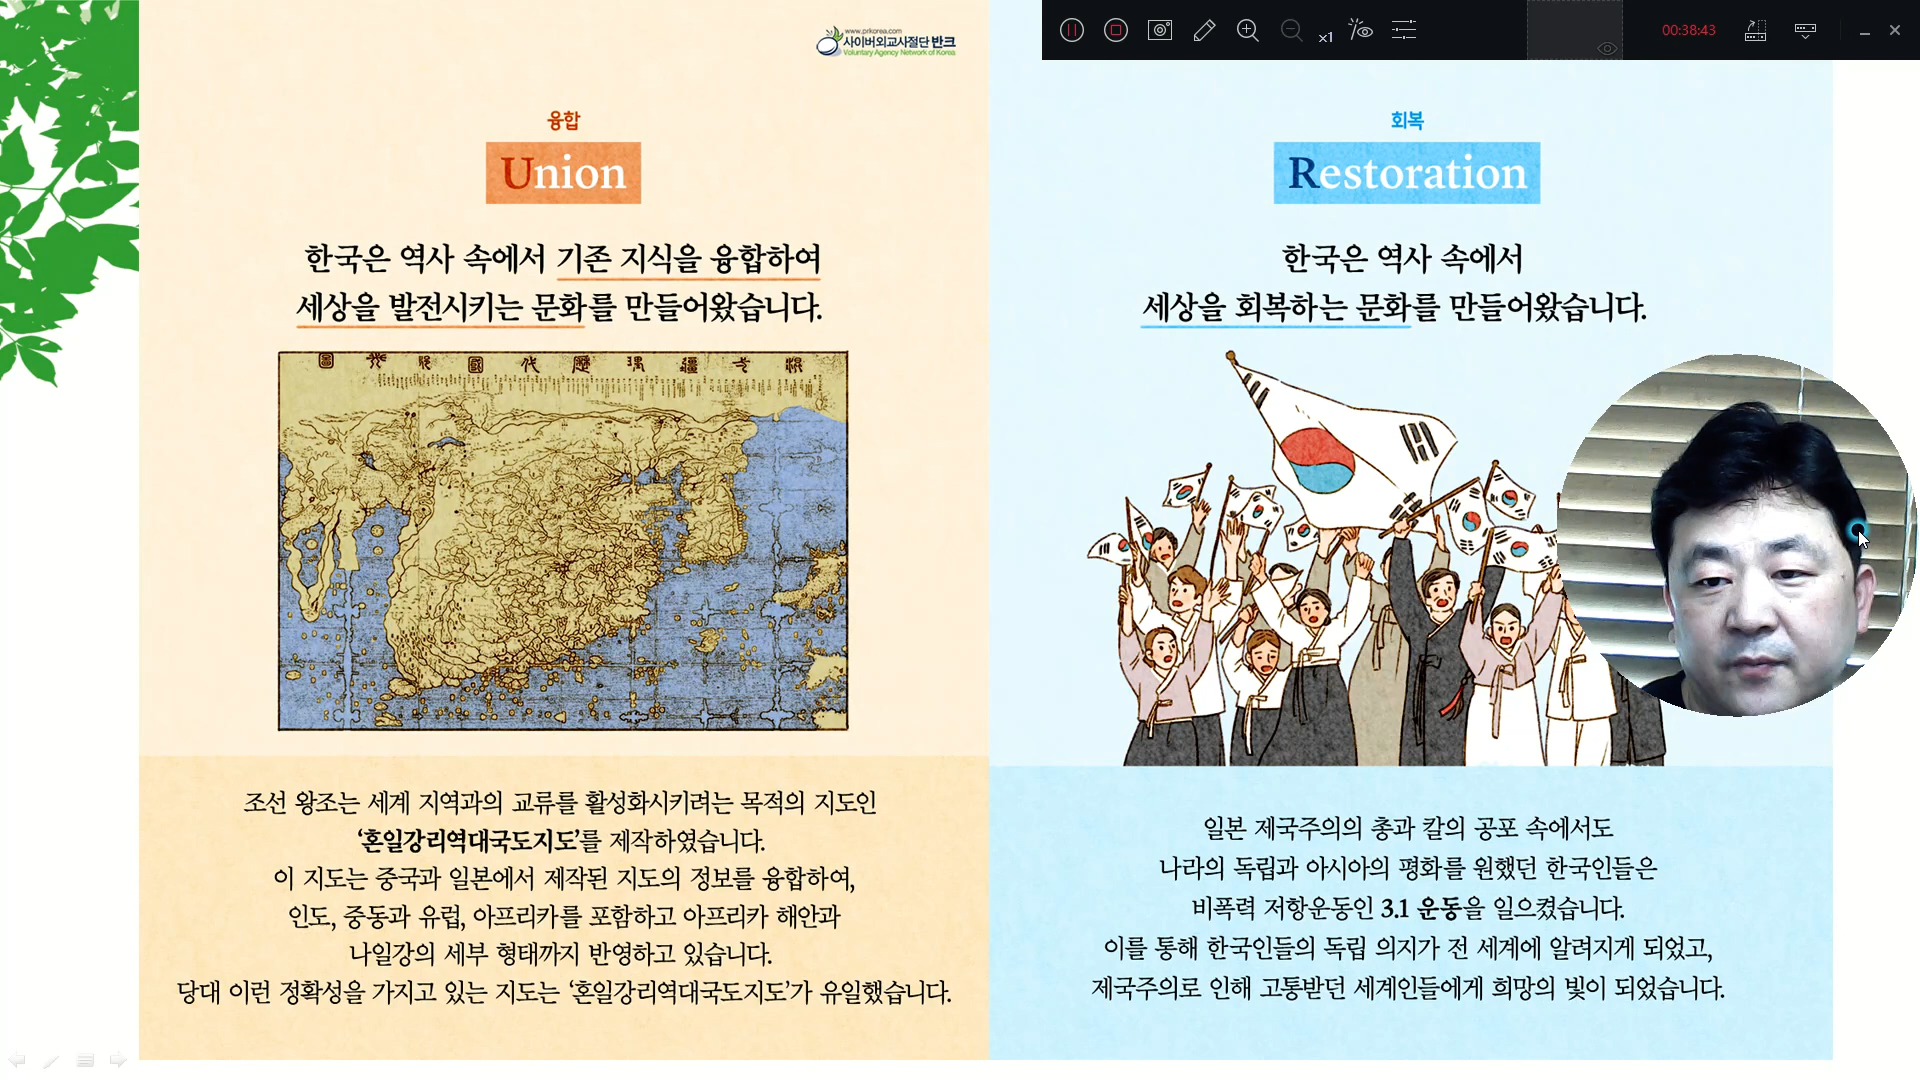 www.prkorea.com
사이버외교사절단 반크
Voluntary Agency Network of Korea
00:38:43
x1
융합
Union
한국은 역사 속에서 기존 지식을 융합하여
세상을 발전시키는 문화를 만들어왔습니다.
조선 왕조는 세계 지역과의 교류를 활성화시키려는 목적의 지도인
‘혼일강리역대국도지도’를 제작하였습니다.
이 지도는 중국과 일본에서 제작된 지도의 정보를 융합하여,
인도, 중동과 유럽, 아프리카를 포함하고 아프리카 해안과
나일강의 세부 형태까지 반영하고 있습니다.
당대 이런 정확성을 가지고 있는 지도는 ‘혼일강리역대국도지도’가 유일했습니다.
회복
Restoration
한국은 역사 속에서
세상을 회복하는 문화를 만들어왔습니다.
일본 제국주의의 총과 칼의 공포 속에서도
나라의 독립과 아시아의 평화를 원했던 한국인들은
비폭력 저항운동인 3.1 운동을 일으켰습니다.
이를 통해 한국인들의 독립 의지가 전 세계에 알려지게 되었고,
제국주의로 인해 고통받던 세계인들에게 희망의 빛이 되었습니다.